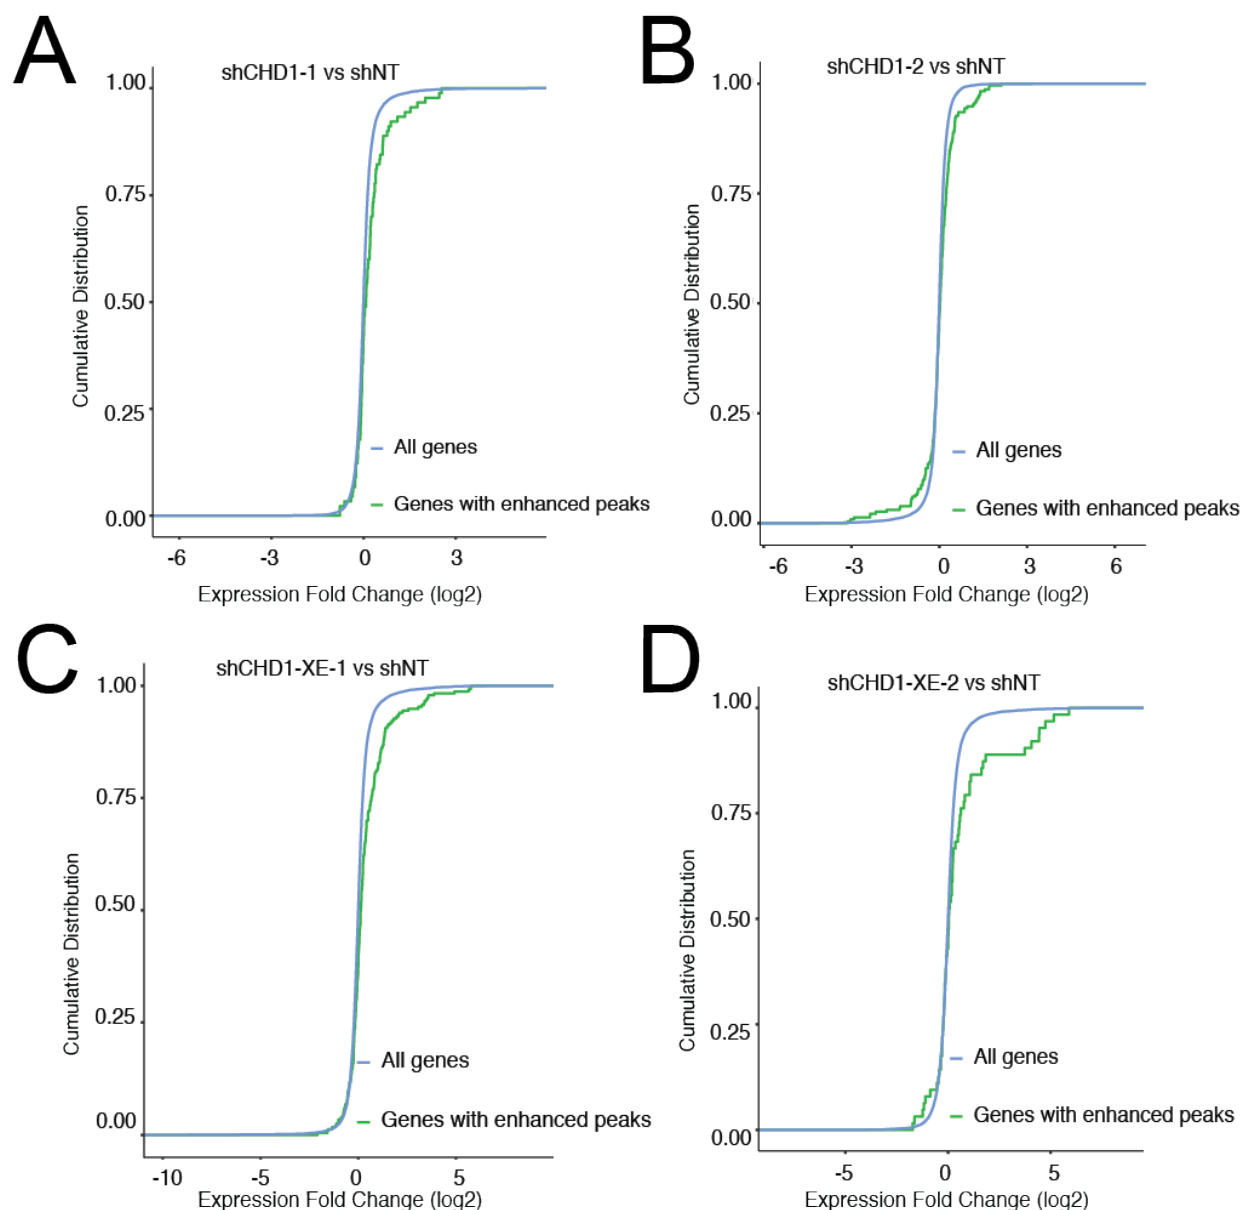 A
shCHD1-1 vs shNT
1.00
0.75
0.50
0.25
0.00
Cumulative Distribution
All genes
Genes with enhanced peaks
-6 -3 0 3
Expression Fold Change (log2)
B
shCHD1-2 vs shNT
1.00
0.75
0.50
0.25
0.00
Cumulative Distribution
All genes
Genes with enhanced peaks
-6 -3 0 3 6
Expression Fold Change (log2)
C
shCHD1-XE-1 vs shNT
1.00
0.75
0.50
0.25
0.00
Cumulative Distribution
All genes
Genes with enhanced peaks
-10 -5 0 5
Expression Fold Change (log2)
D
shCHD1-XE-2 vs shNT
1.00
0.75
0.50
0.25
0.00
Cumulative Distribution
All genes
Genes with enhanced peaks
-5 0 5
Expression Fold Change (log2)